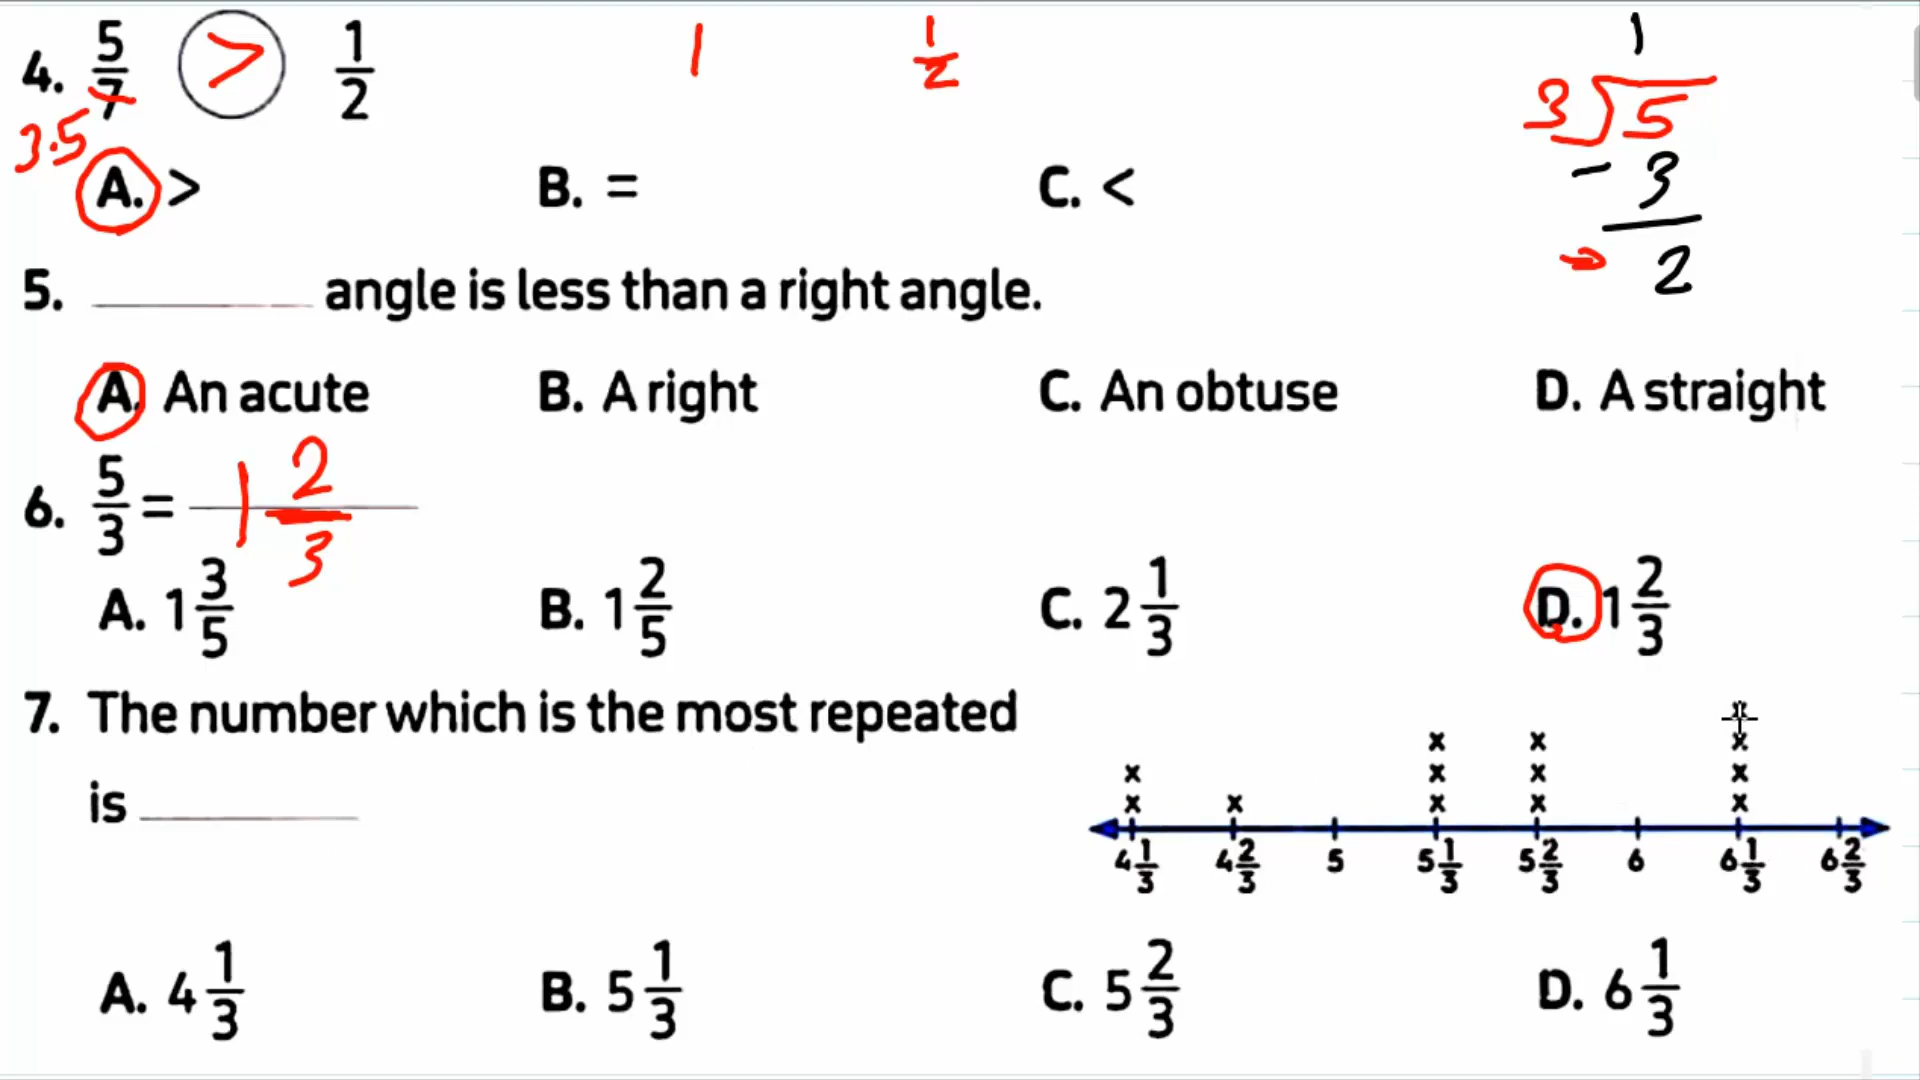 4. 5/7 > 1/2 1 1/2 1
3.5 3 5
A. > B. = C. < - 3
2
5. ________ angle is less than a right angle.
A. An acute B. A right C. An obtuse D. A straight
6. 5/3 = 1 2/3
A. 1 3/5 B. 1 2/5 C. 2 1/3 D. 1 2/3
7. The number which is the most repeated
is ________
x
x x x
x x x x
x x x x x
4 1/3 4 2/3 5 5 1/3 5 2/3 6 6 1/3 6 2/3
A. 4 1/3 B. 5 1/3 C. 5 2/3 D. 6 1/3